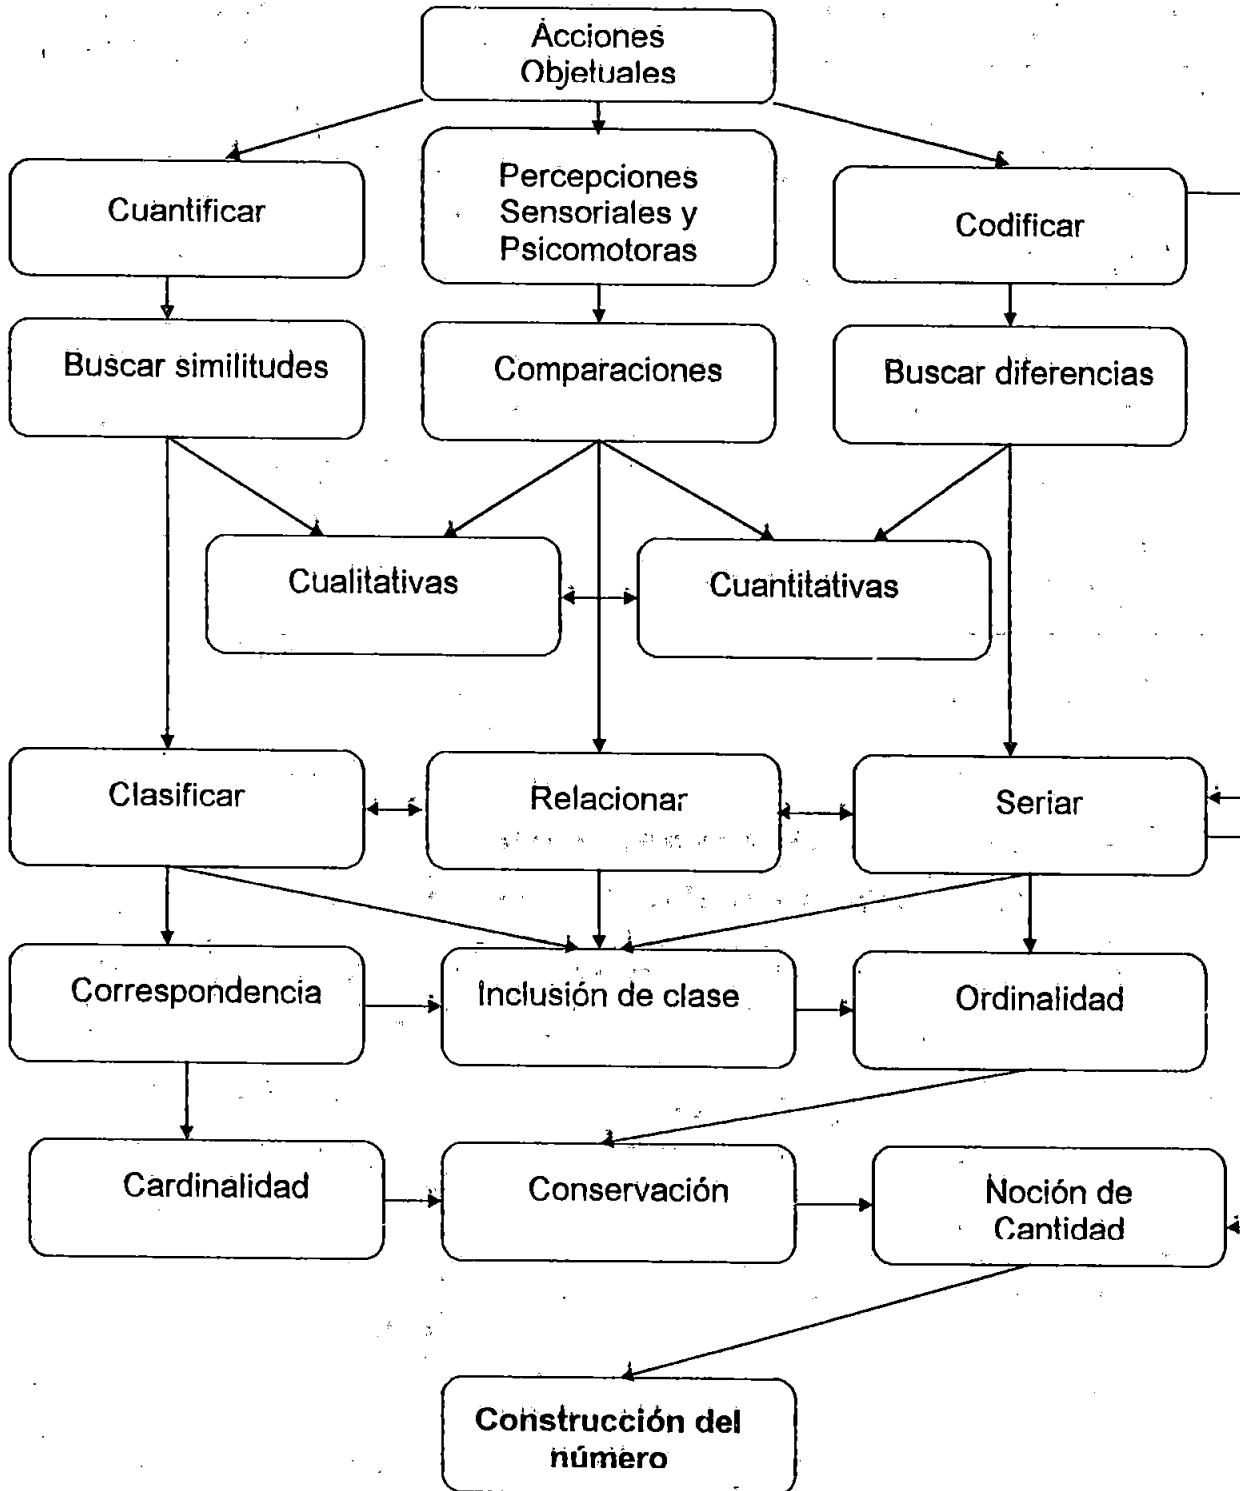 Acciones
Objetuales
Cuantificar
Percepciones
Sensoriales y
Psicomotoras
Codificar
Buscar similitudes
Comparaciones
Buscar diferencias
Cualitativas
Cuantitativas
Clasificar
Relacionar
Seriar
Correspondencia
Inclusión de clase
Ordinalidad
Cardinalidad
Conservación
Noción de
Cantidad
Construcción del
número